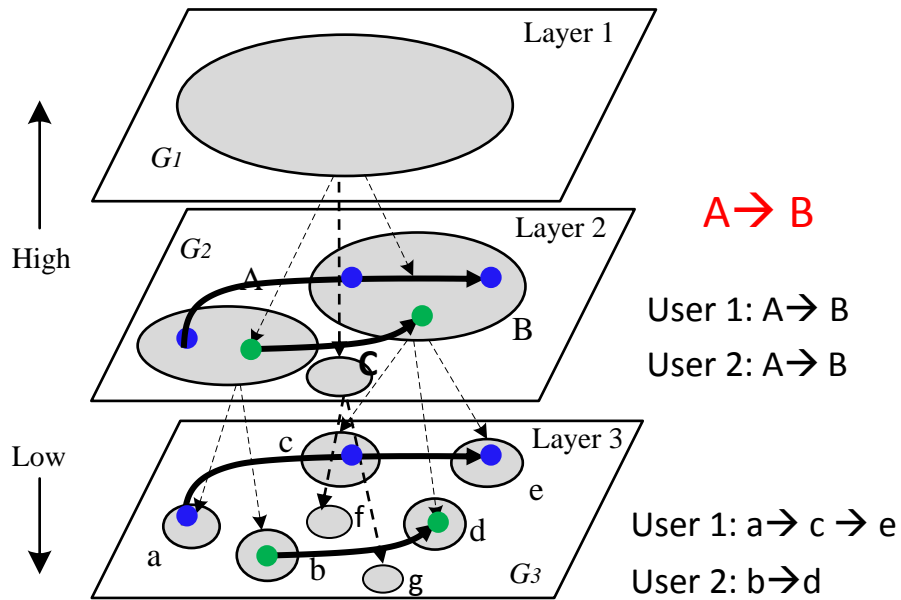 Layer 1
G1
High
Layer 2
G2
A
B
C
A→ B
User 1: A→ B
User 2: A→ B
Low
Layer 3
c
e
f
d
a
b
g
G3
User 1: a→ c → e
User 2: b→d